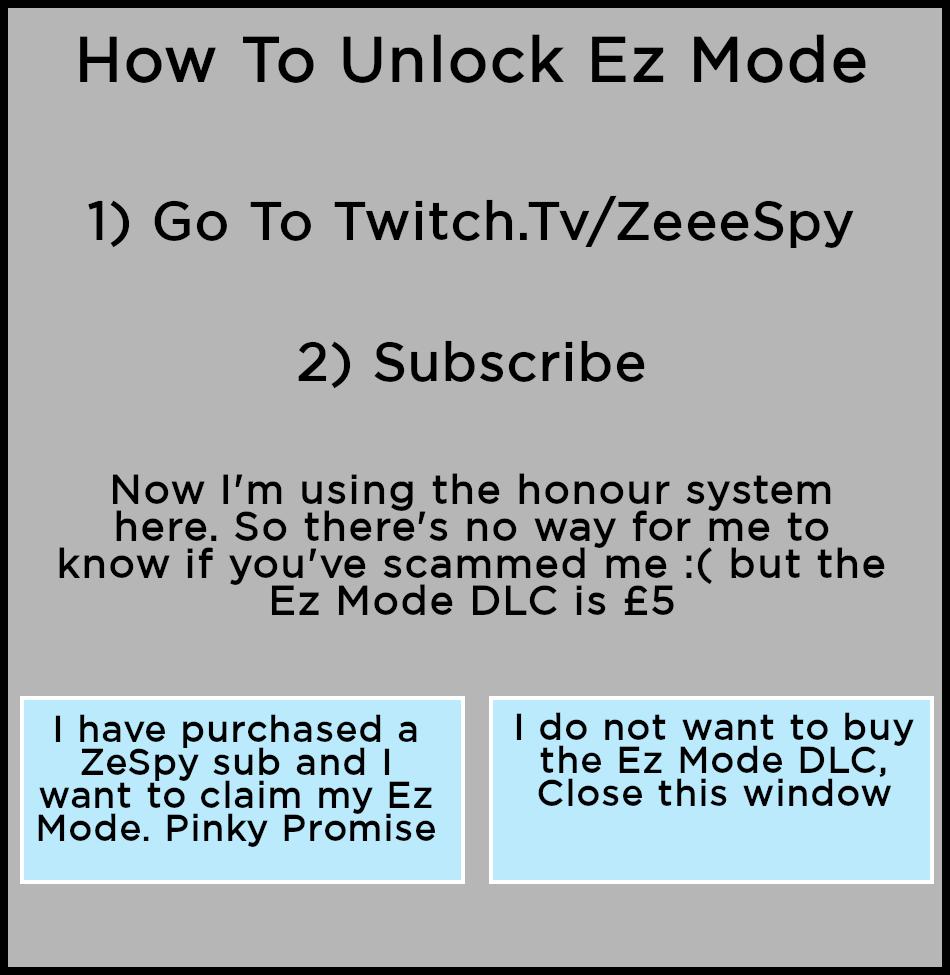 How To Unlock Ez Mode
1) Go To Twitch.Tv/ZeeeSpy
2) Subscribe
Now I'm using the honour system
here. So there's no way for me to
know if you've scammed me :( but the
Ez Mode DLC is £5
I have purchased a
ZeSpy sub and I
want to claim my Ez
Mode. Pinky Promise
I do not want to buy
the Ez Mode DLC,
Close this window